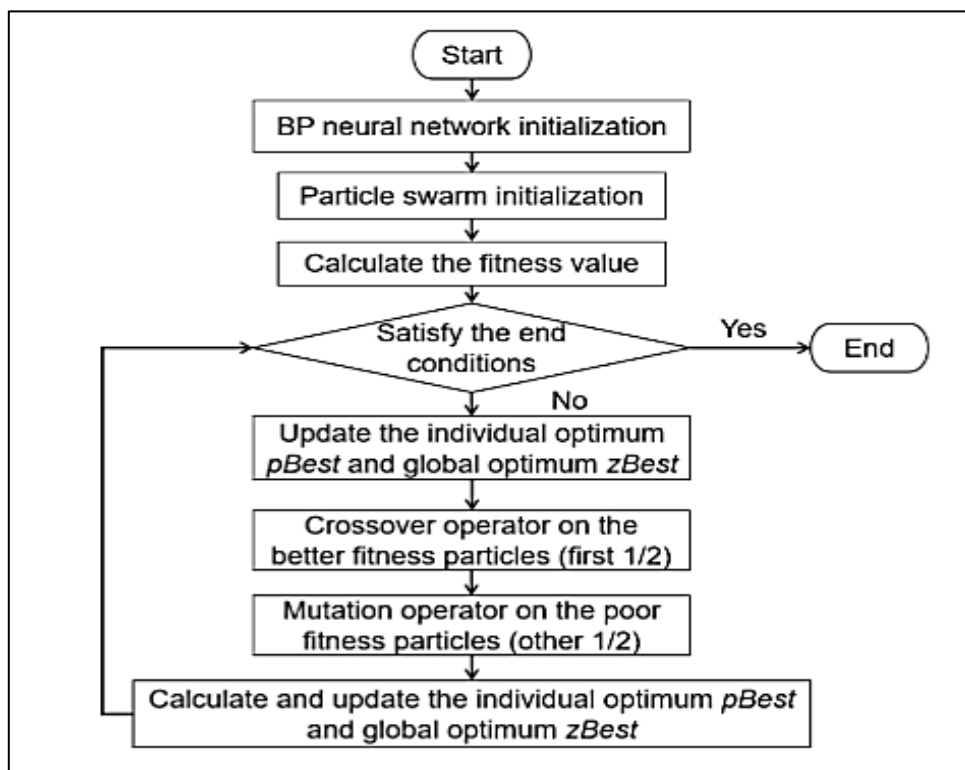 Start
BP neural network initialization
Particle swarm initialization
Calculate the fitness value
Satisfy the end
conditions
Yes
End
No
Update the individual optimum
pBest and global optimum zBest
Crossover operator on the
better fitness particles (first 1/2)
Mutation operator on the poor
fitness particles (other 1/2)
Calculate and update the individual optimum pBest
and global optimum zBest